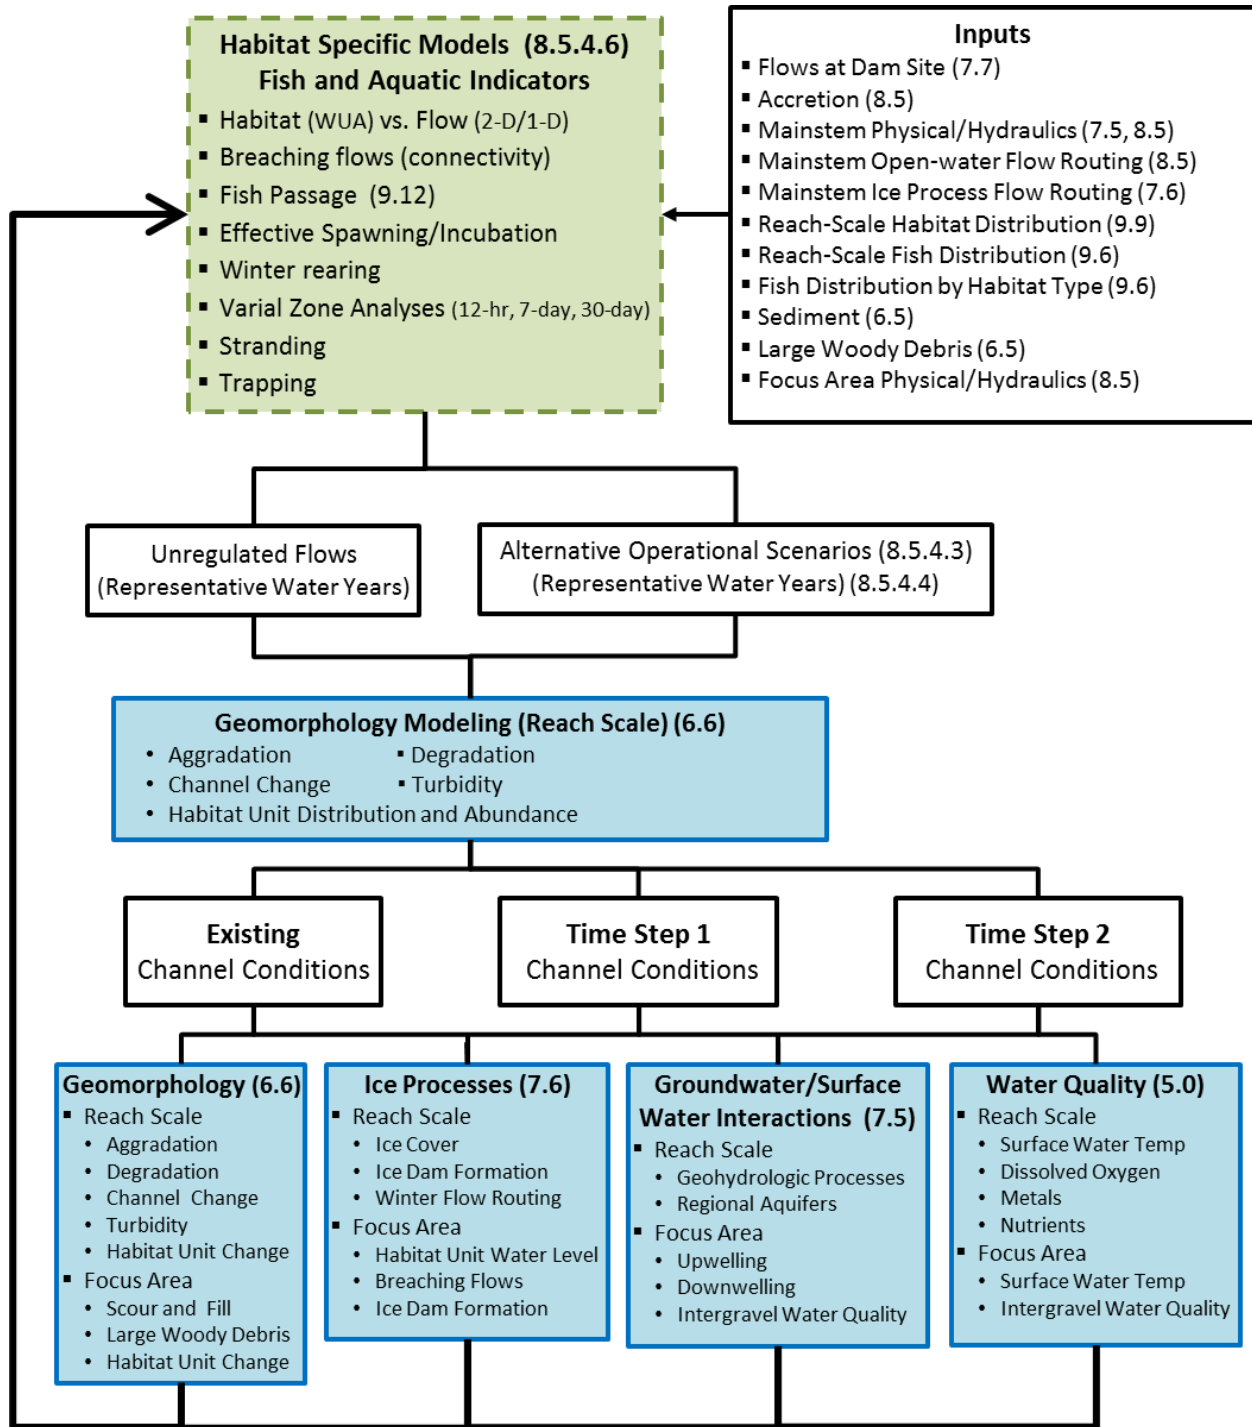 Habitat Specific Models (8.5.4.6)
Fish and Aquatic Indicators
▪ Habitat (WUA) vs. Flow (2-D/1-D)
▪ Breaching flows (connectivity)
▪ Fish Passage (9.12)
▪ Effective Spawning/Incubation
▪ Winter rearing
▪ Varial Zone Analyses (12-hr, 7-day, 30-day)
▪ Stranding
▪ Trapping
Inputs
▪ Flows at Dam Site (7.7)
▪ Accretion (8.5)
▪ Mainstem Physical/Hydraulics (7.5, 8.5)
▪ Mainstem Open-water Flow Routing (8.5)
▪ Mainstem Ice Process Flow Routing (7.6)
▪ Reach-Scale Habitat Distribution (9.9)
▪ Reach-Scale Fish Distribution (9.6)
▪ Fish Distribution by Habitat Type (9.6)
▪ Sediment (6.5)
▪ Large Woody Debris (6.5)
▪ Focus Area Physical/Hydraulics (8.5)
Unregulated Flows
(Representative Water Years)
Alternative Operational Scenarios (8.5.4.3)
(Representative Water Years) (8.5.4.4)
Geomorphology Modeling (Reach Scale) (6.6)
• Aggradation ▪ Degradation
• Channel Change ▪ Turbidity
• Habitat Unit Distribution and Abundance
Existing
Channel Conditions
Time Step 1
Channel Conditions
Time Step 2
Channel Conditions
Geomorphology (6.6)
▪ Reach Scale
• Aggradation
• Degradation
• Channel Change
• Turbidity
• Habitat Unit Change
▪ Focus Area
• Scour and Fill
• Large Woody Debris
• Habitat Unit Change
Ice Processes (7.6)
▪ Reach Scale
• Ice Cover
• Ice Dam Formation
• Winter Flow Routing
▪ Focus Area
• Habitat Unit Water Level
• Breaching Flows
• Ice Dam Formation
Groundwater/Surface
Water Interactions (7.5)
▪ Reach Scale
• Geohydrologic Processes
• Regional Aquifers
▪ Focus Area
• Upwelling
• Downwelling
• Intergravel Water Quality
Water Quality (5.0)
▪ Reach Scale
• Surface Water Temp
• Dissolved Oxygen
• Metals
• Nutrients
▪ Focus Area
• Surface Water Temp
• Intergravel Water Quality